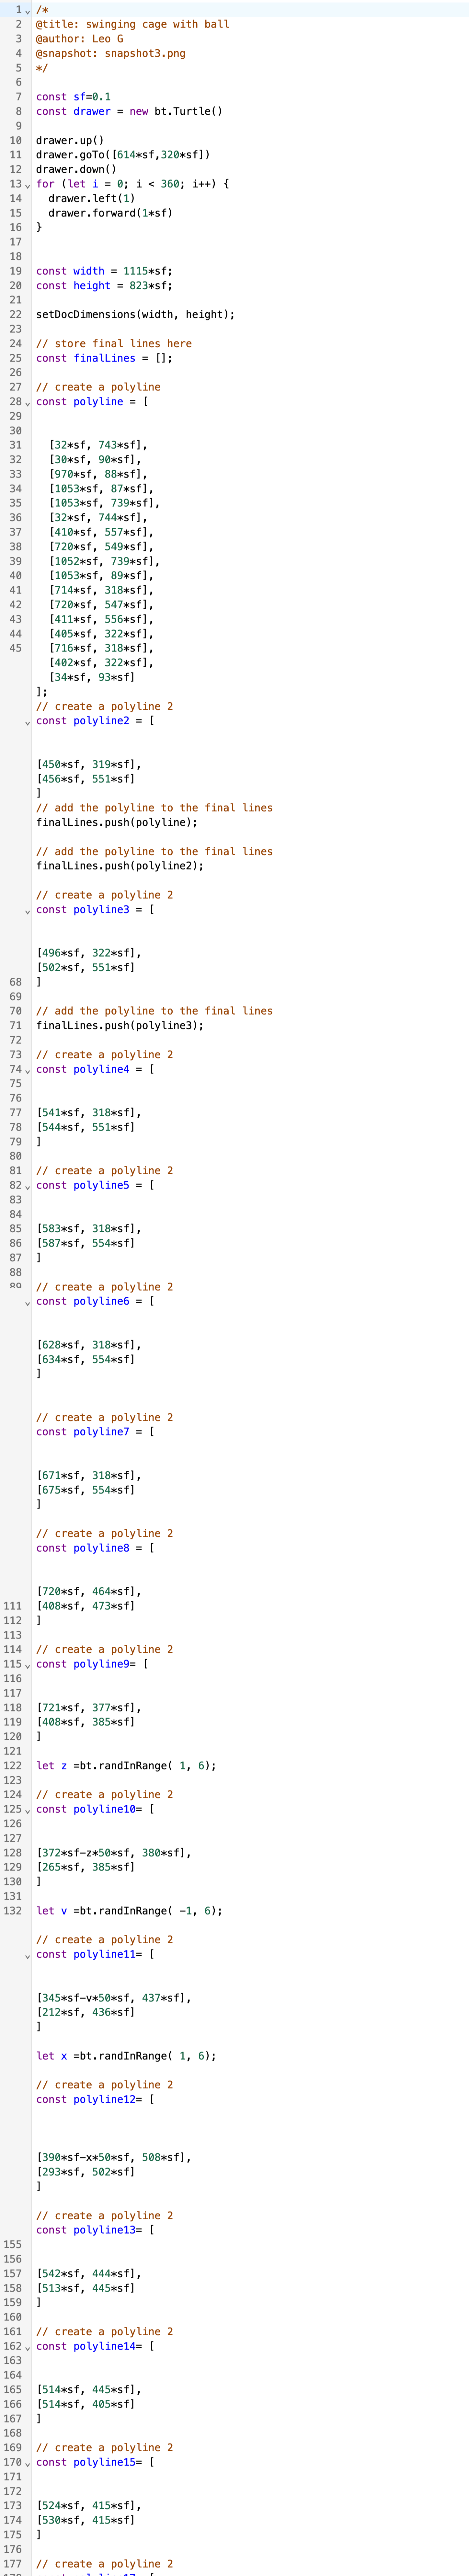 1 /*
2 @title: swinging cage with ball
3 @author: Leo G
4 @snapshot: snapshot3.png
5 */
6
7 const sf=0.1
8 const drawer = new bt.Turtle()
9
10 drawer.up()
11 drawer.goTo([614*sf,320*sf])
12 drawer.down()
13 for (let i = 0; i < 360; i++) {
14 drawer.left(1)
15 drawer.forward(1*sf)
16 }
17
18
19 const width = 1115*sf;
20 const height = 823*sf;
21
22 setDocDimensions(width, height);
23
24 // store final lines here
25 const finalLines = [];
26
27 // create a polyline
28 const polyline = [
29
30
31 [32*sf, 743*sf],
32 [30*sf, 90*sf],
33 [970*sf, 88*sf],
34 [1053*sf, 87*sf],
35 [1053*sf, 739*sf],
36 [32*sf, 744*sf],
37 [410*sf, 557*sf],
38 [720*sf, 549*sf],
39 [1052*sf, 739*sf],
40 [1053*sf, 89*sf],
41 [714*sf, 318*sf],
42 [720*sf, 547*sf],
43 [411*sf, 556*sf],
44 [405*sf, 322*sf],
45 [716*sf, 318*sf],
[402*sf, 322*sf],
[34*sf, 93*sf]
];
// create a polyline 2
const polyline2 = [
[450*sf, 319*sf],
[456*sf, 551*sf]
]
// add the polyline to the final lines
finalLines.push(polyline);
// add the polyline to the final lines
finalLines.push(polyline2);
// create a polyline 2
const polyline3 = [
[496*sf, 322*sf],
[502*sf, 551*sf]
68 ]
69
70 // add the polyline to the final lines
71 finalLines.push(polyline3);
72
73 // create a polyline 2
74 const polyline4 = [
75
76
77 [541*sf, 318*sf],
78 [544*sf, 551*sf]
79 ]
80
81 // create a polyline 2
82 const polyline5 = [
83
84
85 [583*sf, 318*sf],
86 [587*sf, 554*sf]
87 ]
88
89 // create a polyline 2
const polyline6 = [
[628*sf, 318*sf],
[634*sf, 554*sf]
]
// create a polyline 2
const polyline7 = [
[671*sf, 318*sf],
[675*sf, 554*sf]
]
// create a polyline 2
const polyline8 = [
[720*sf, 464*sf],
111 [408*sf, 473*sf]
112 ]
113
114 // create a polyline 2
115 const polyline9= [
116
117
118 [721*sf, 377*sf],
119 [408*sf, 385*sf]
120 ]
121
122 let z =bt.randInRange( 1, 6);
123
124 // create a polyline 2
125 const polyline10= [
126
127
128 [372*sf-z*50*sf, 380*sf],
129 [265*sf, 385*sf]
130 ]
131
132 let v =bt.randInRange( -1, 6);
// create a polyline 2
const polyline11= [
[345*sf-v*50*sf, 437*sf],
[212*sf, 436*sf]
]
let x =bt.randInRange( 1, 6);
// create a polyline 2
const polyline12= [
[390*sf-x*50*sf, 508*sf],
[293*sf, 502*sf]
]
// create a polyline 2
const polyline13= [
155
156
157 [542*sf, 444*sf],
158 [513*sf, 445*sf]
159 ]
160
161 // create a polyline 2
162 const polyline14= [
163
164
165 [514*sf, 445*sf],
166 [514*sf, 405*sf]
167 ]
168
169 // create a polyline 2
170 const polyline15= [
171
172
173 [524*sf, 415*sf],
174 [530*sf, 415*sf]
175 ]
176
177 // create a polyline 2